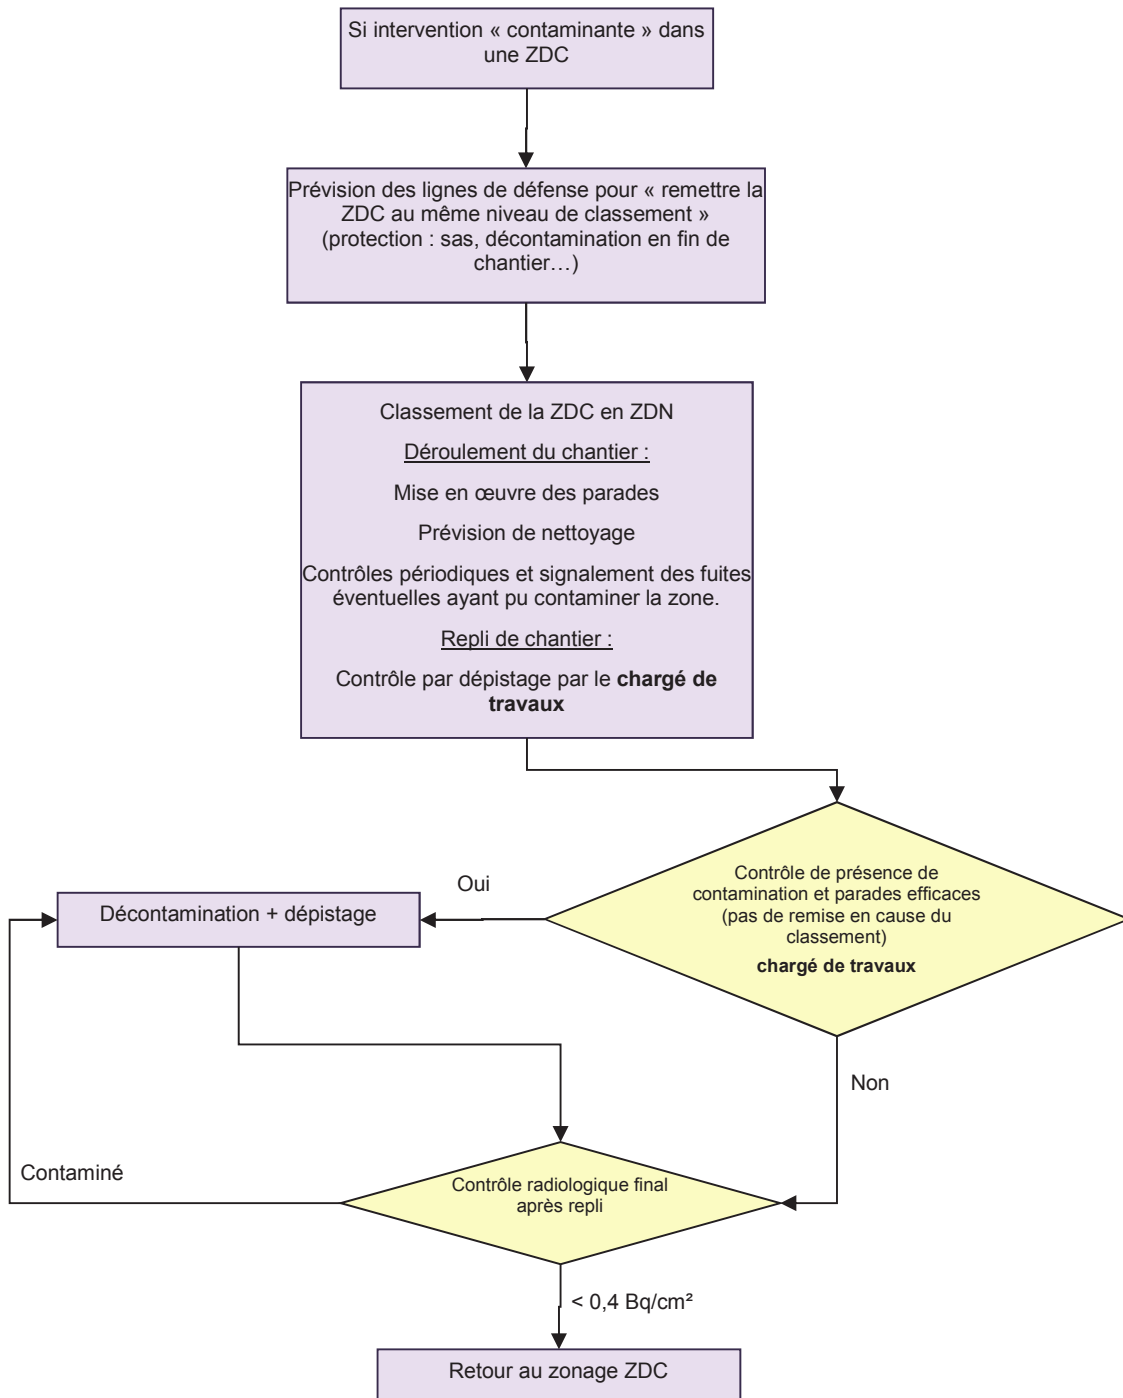 Si intervention « contaminante » dans
une ZDC
Prévision des lignes de défense pour « remettre la
ZDC au même niveau de classement »
(protection : sas, décontamination en fin de
chantier…)
Classement de la ZDC en ZDN
Déroulement du chantier :
Mise en œuvre des parades
Prévision de nettoyage
Contrôles périodiques et signalement des fuites
éventuelles ayant pu contaminer la zone.
Repli de chantier :
Contrôle par dépistage par le chargé de
travaux
Contrôle de présence de
contamination et parades efficaces
(pas de remise en cause du
classement)
chargé de travaux
Oui
Décontamination + dépistage
Non
Contaminé
Contrôle radiologique final
après repli
< 0,4 Bq/cm²
Retour au zonage ZDC